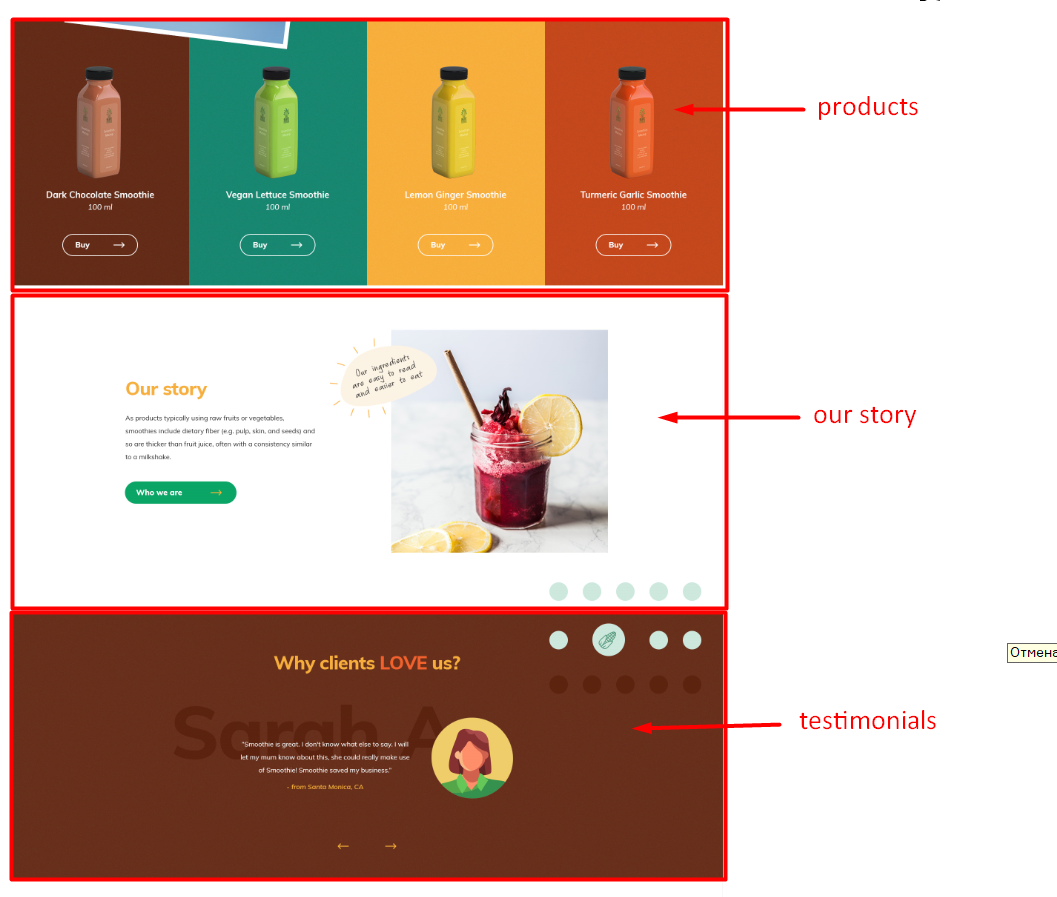 products
Dark Chocolate Smoothie
100 ml
Buy
Vegan Lettuce Smoothie
100 ml
Buy
Lemon Ginger Smoothie
100 ml
Buy
Turmeric Garlic Smoothie
100 ml
Buy
Our ingredients
are easy to read
and easier to eat
Our story
As products typically using raw fruits or vegetables,
smoothies include dietary fiber (e.g. pulp, skin, and seeds) and
so are thicker than fruit juice, often with a consistency similar
to a milkshake.
Who we are
our story
Why clients LOVE us?
Sarah A
"Smoothie is great. I don't know what else to say. I will
let my mum know about this, she could really make use
of Smoothie! Smoothie saved my business."
- from Santa Monica, CA
testimonials
Отмена